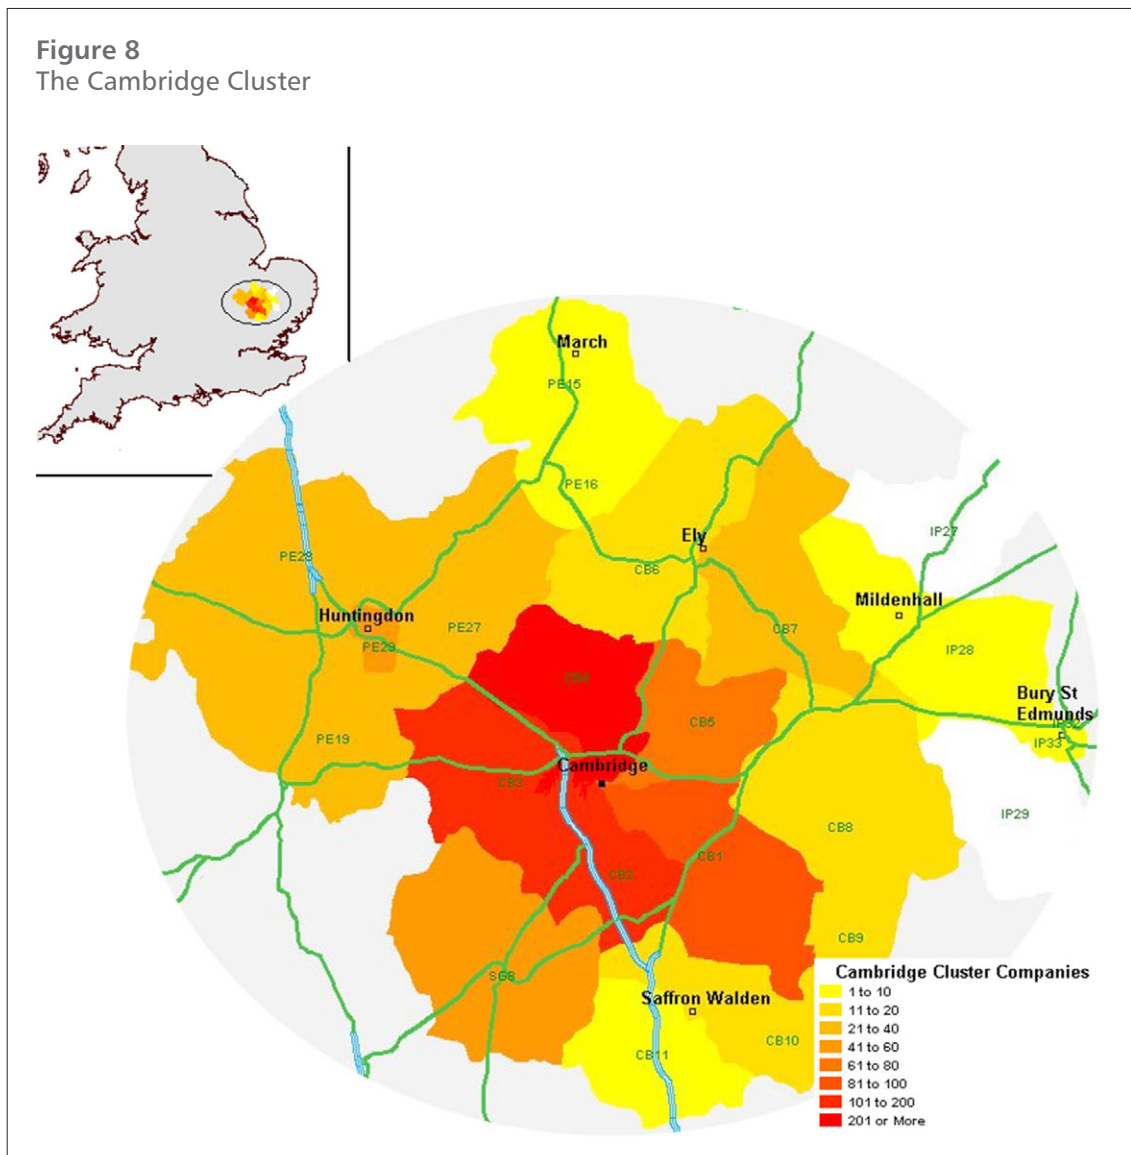 Figure 8
The Cambridge Cluster
March
PE15
PE16
Ely
IP27
PE28
CB6
Mildenhall
Huntingdon
PE27
CB7
PE29
IP28
CB4
Bury St
Edmunds
CB5
IP32
PE19
IP33
Cambridge
CB3
IP29
CB8
CB1
CB2
CB9
SG8
Saffron Walden
CB10
CB11
Cambridge Cluster Companies
1 to 10
11 to 20
21 to 40
41 to 60
61 to 80
81 to 100
101 to 200
201 or More